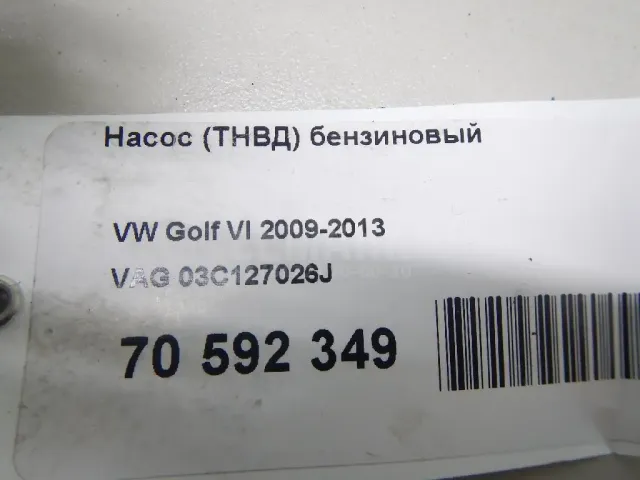 Насос (ТНВД) бензиновый
VW Golf VI 2009-2013
VAG 03C127026J
70 592 349